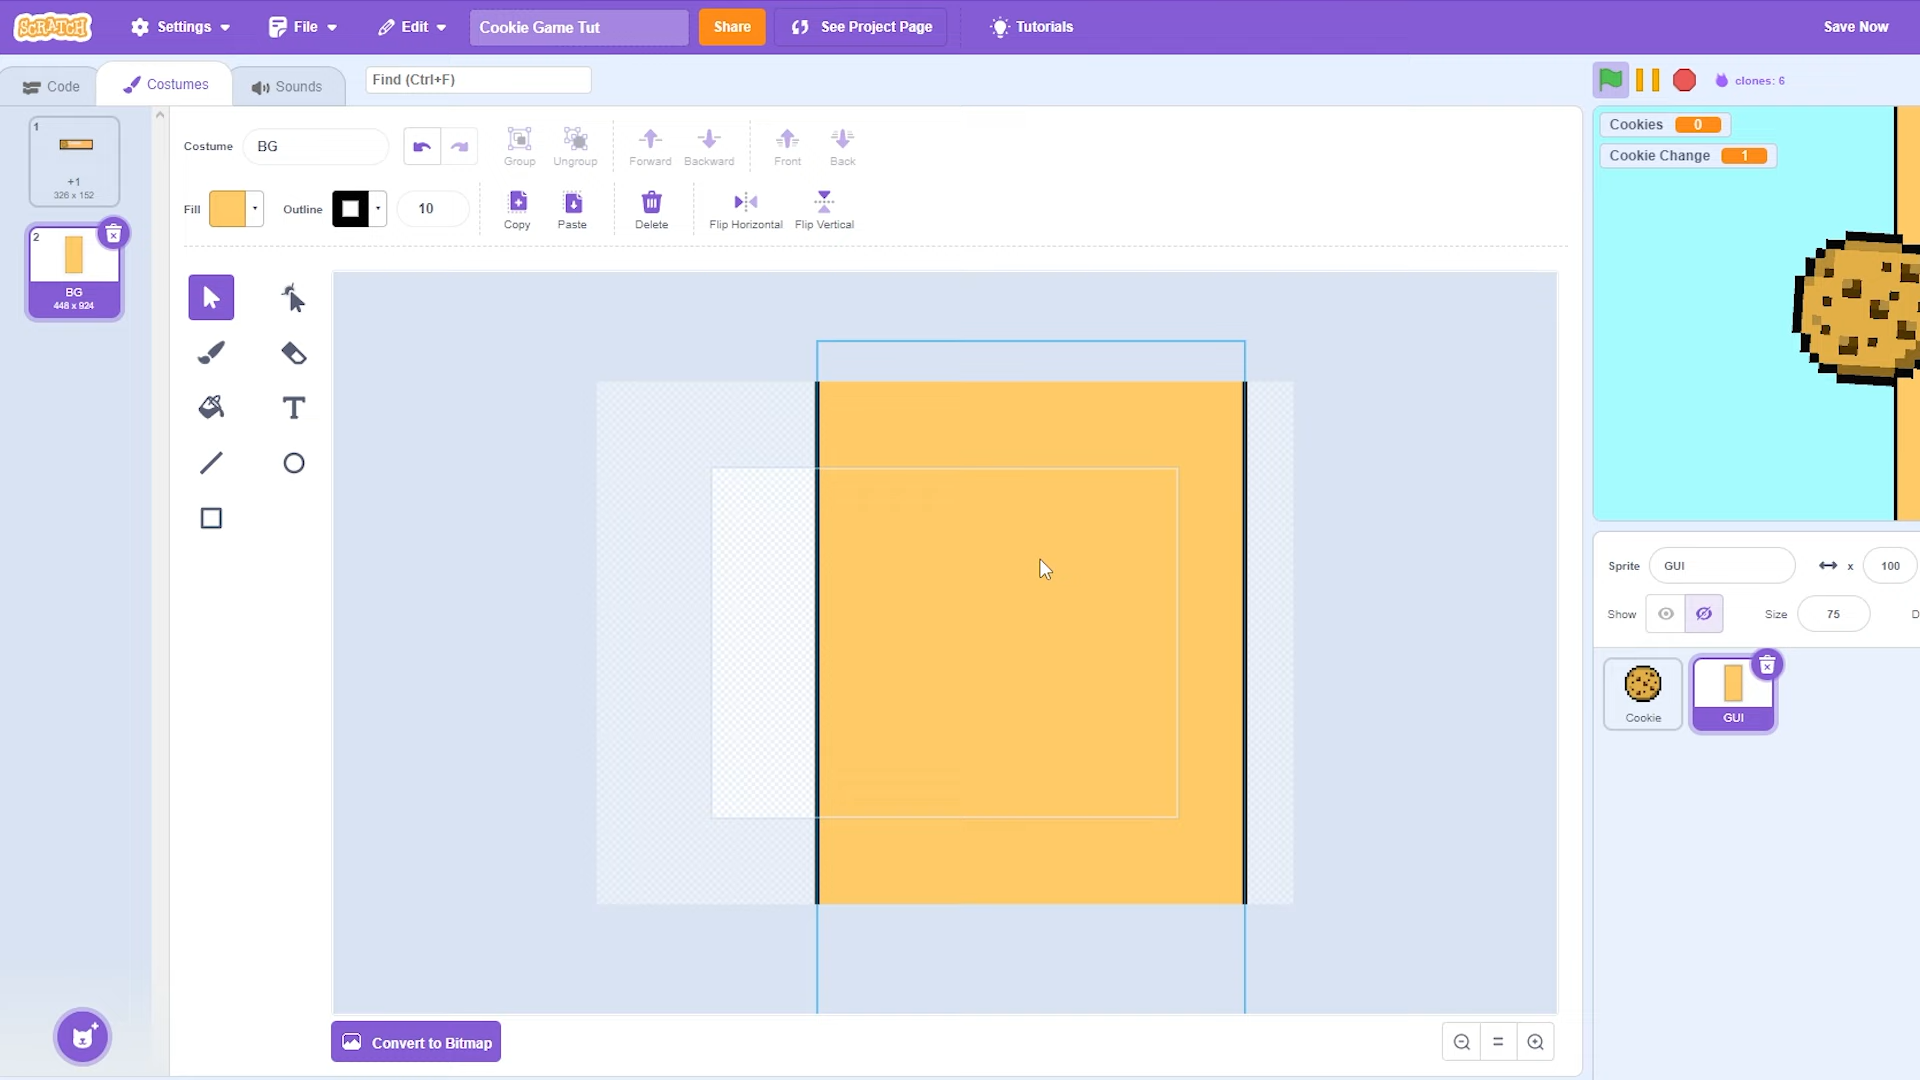 SCRATCH Settings File Edit Cookie Game Tut Share See Project Page Tutorials Save Now
Code Costumes Sounds Find (Ctrl+F) clones: 6
1
+1
326 x 152
2
BG
448 x 924
Costume BG Group Ungroup Forward Backward Front Back
Fill Outline 10 Copy Paste Delete Flip Horizontal Flip Vertical
Convert to Bitmap
Cookies 0
Cookie Change 1
Sprite GUI x 100
Show Size 75 D
Cookie GUI